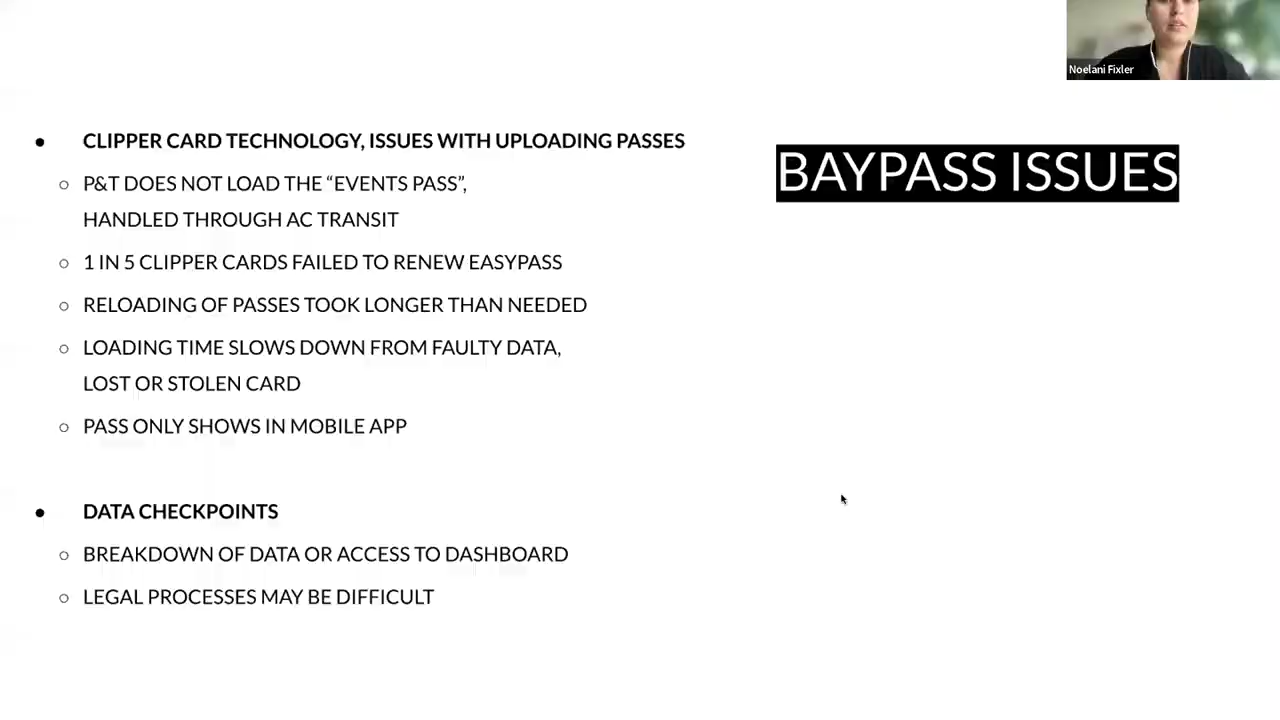 Noelani Fixler
BAYPASS ISSUES
CLIPPER CARD TECHNOLOGY, ISSUES WITH UPLOADING PASSES
P&T DOES NOT LOAD THE “EVENTS PASS”,
HANDLED THROUGH AC TRANSIT
1 IN 5 CLIPPER CARDS FAILED TO RENEW EASYPASS
RELOADING OF PASSES TOOK LONGER THAN NEEDED
LOADING TIME SLOWS DOWN FROM FAULTY DATA,
LOST OR STOLEN CARD
PASS ONLY SHOWS IN MOBILE APP
DATA CHECKPOINTS
BREAKDOWN OF DATA OR ACCESS TO DASHBOARD
LEGAL PROCESSES MAY BE DIFFICULT